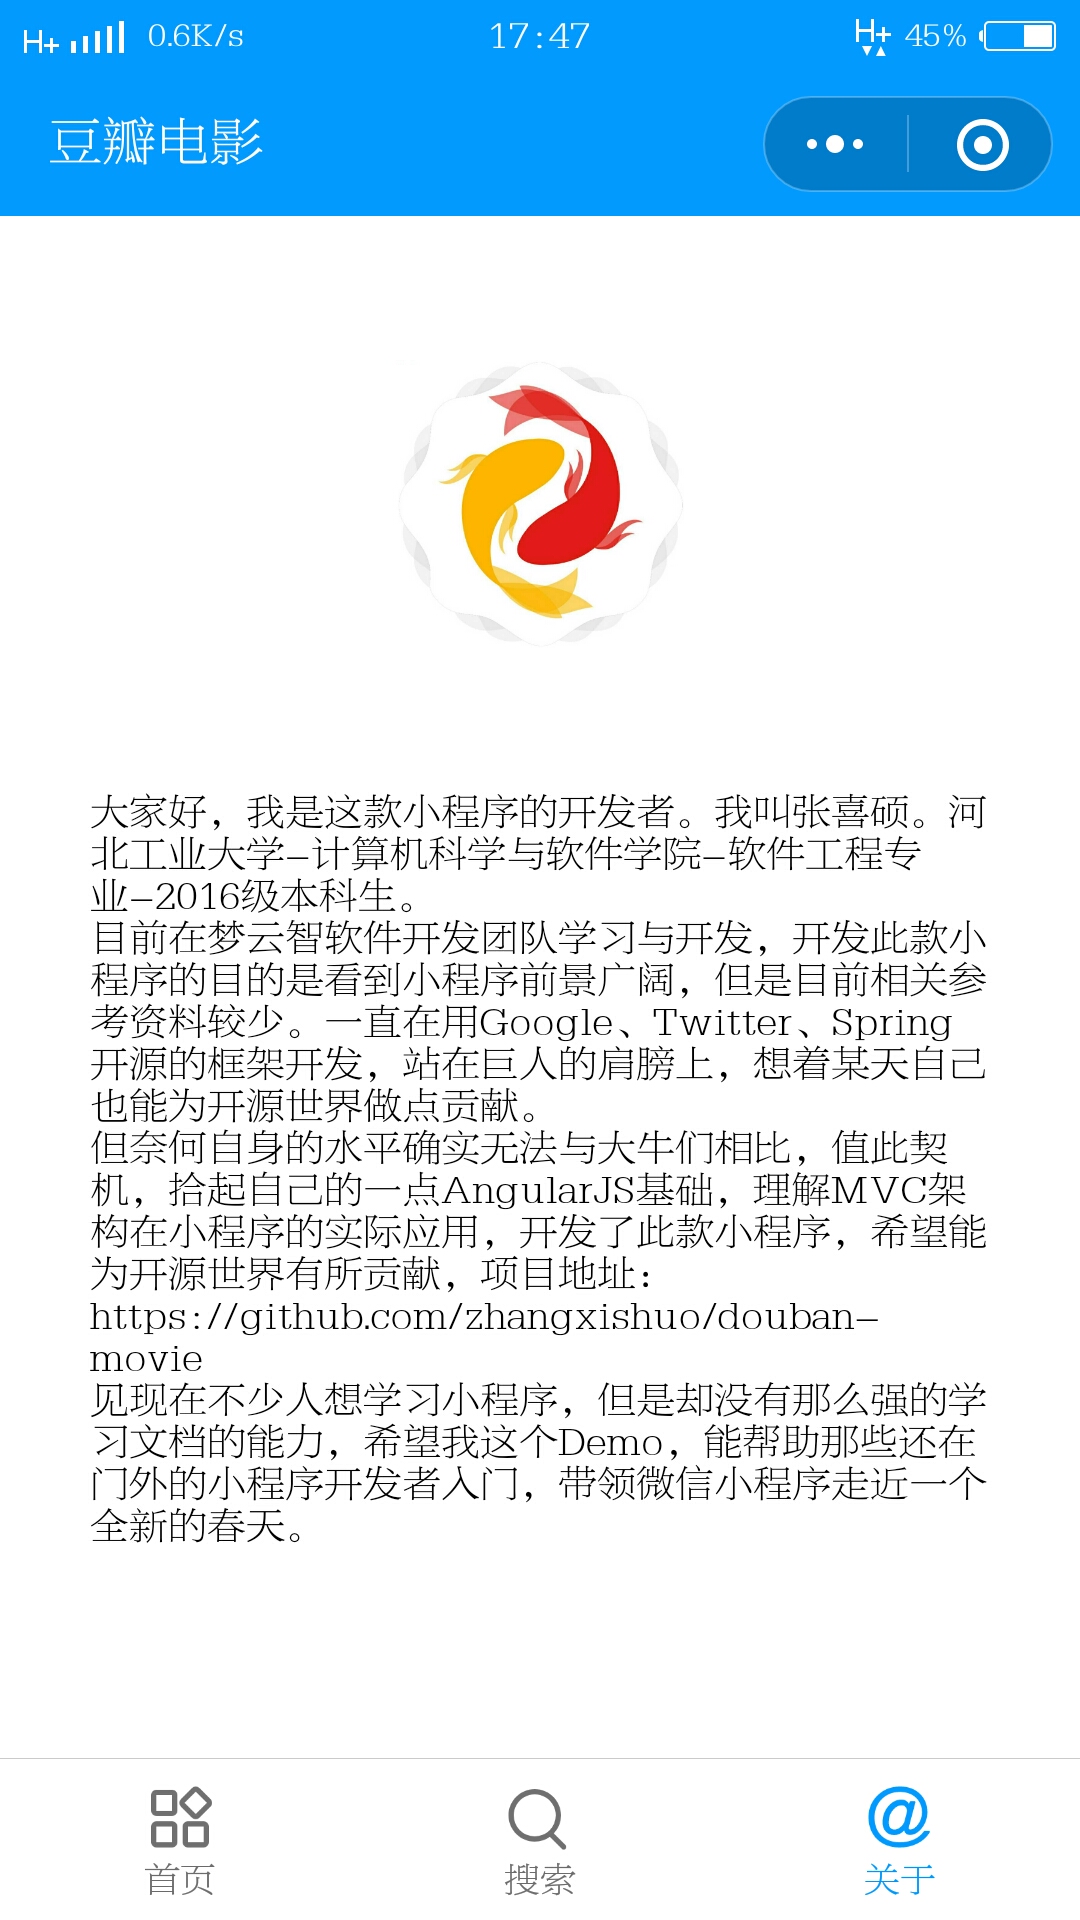 H+ 0.6K/s 17:47 H+ 45%
豆瓣电影
大家好，我是这款小程序的开发者。我叫张喜硕。河
北工业大学-计算机科学与软件学院-软件工程专
业-2016级本科生。
目前在梦云智软件开发团队学习与开发，开发此款小
程序的目的是看到小程序前景广阔，但是目前相关参
考资料较少。一直在用Google、Twitter、Spring
开源的框架开发，站在巨人的肩膀上，想着某天自己
也能为开源世界做点贡献。
但奈何自身的水平确实无法与大牛们相比，值此契
机，拾起自己的一点AngularJS基础，理解MVC架
构在小程序的实际应用，开发了此款小程序，希望能
为开源世界有所贡献，项目地址：
https://github.com/zhangxishuo/douban-
movie
见现在不少人想学习小程序，但是却没有那么强的学
习文档的能力，希望我这个Demo，能帮助那些还在
门外的小程序开发者入门，带领微信小程序走近一个
全新的春天。
首页 搜索 关于